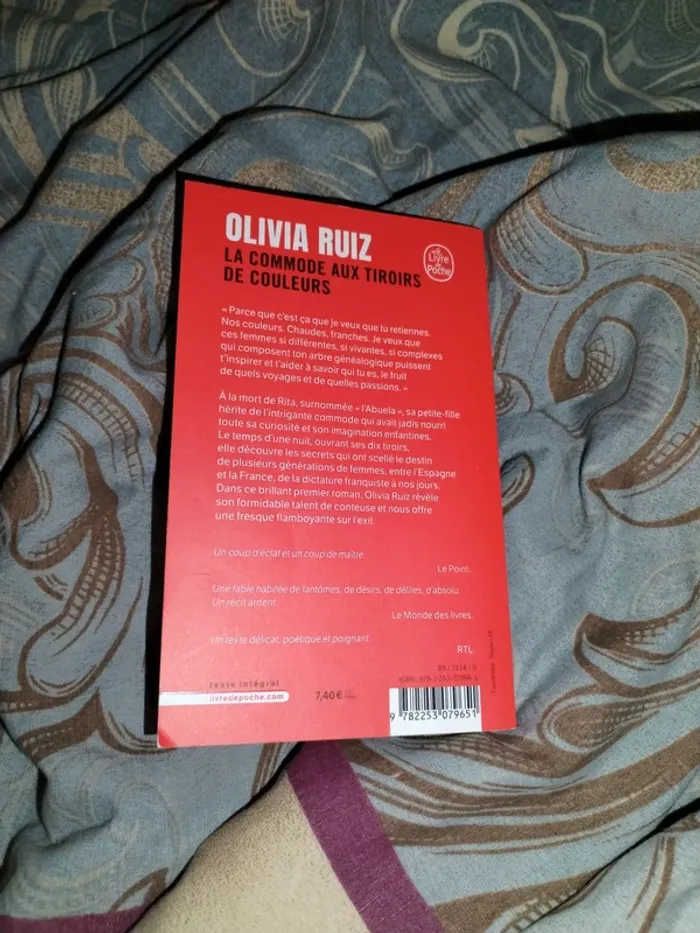 OLIVIA RUIZ
LA COMMODE AUX TIROIRS
DE COULEURS
Le Livre de Poche
« Parce que c'est ça que je veux que tu retiennes.
Nos couleurs. Chaudes, franches. Je veux que
ces femmes si différentes, si vivantes, si complexes
qui composent ton arbre généalogique puissent
t'inspirer et t'aider à savoir qui tu es, le fruit
de quels voyages et de quelles passions. »
À la mort de Rita, surnommée « l'Abuela », sa petite-fille
hérite de l'intrigante commode qui avait jadis nourri
toute sa curiosité et son imagination enfantines.
Le temps d'une nuit, ouvrant ses dix tiroirs,
elle découvre les secrets qui ont scellé le destin
de plusieurs générations de femmes, entre l'Espagne
et la France, de la dictature franquiste à nos jours.
Dans ce brillant premier roman, Olivia Ruiz révèle
son formidable talent de conteuse et nous offre
une fresque flamboyante sur l'exil.
Un coup d'éclat et un coup de maître.
Le Point.
Une fable habitée de fantômes, de désirs, de délires, d'absolu.
Un récit ardent.
Le Monde des livres.
Un texte délicat, poétique et poignant.
RTL.
texte intégral
livredepoche.com
7,40 €
ISBN : 978-2-253-07965-1
9 782253 079651